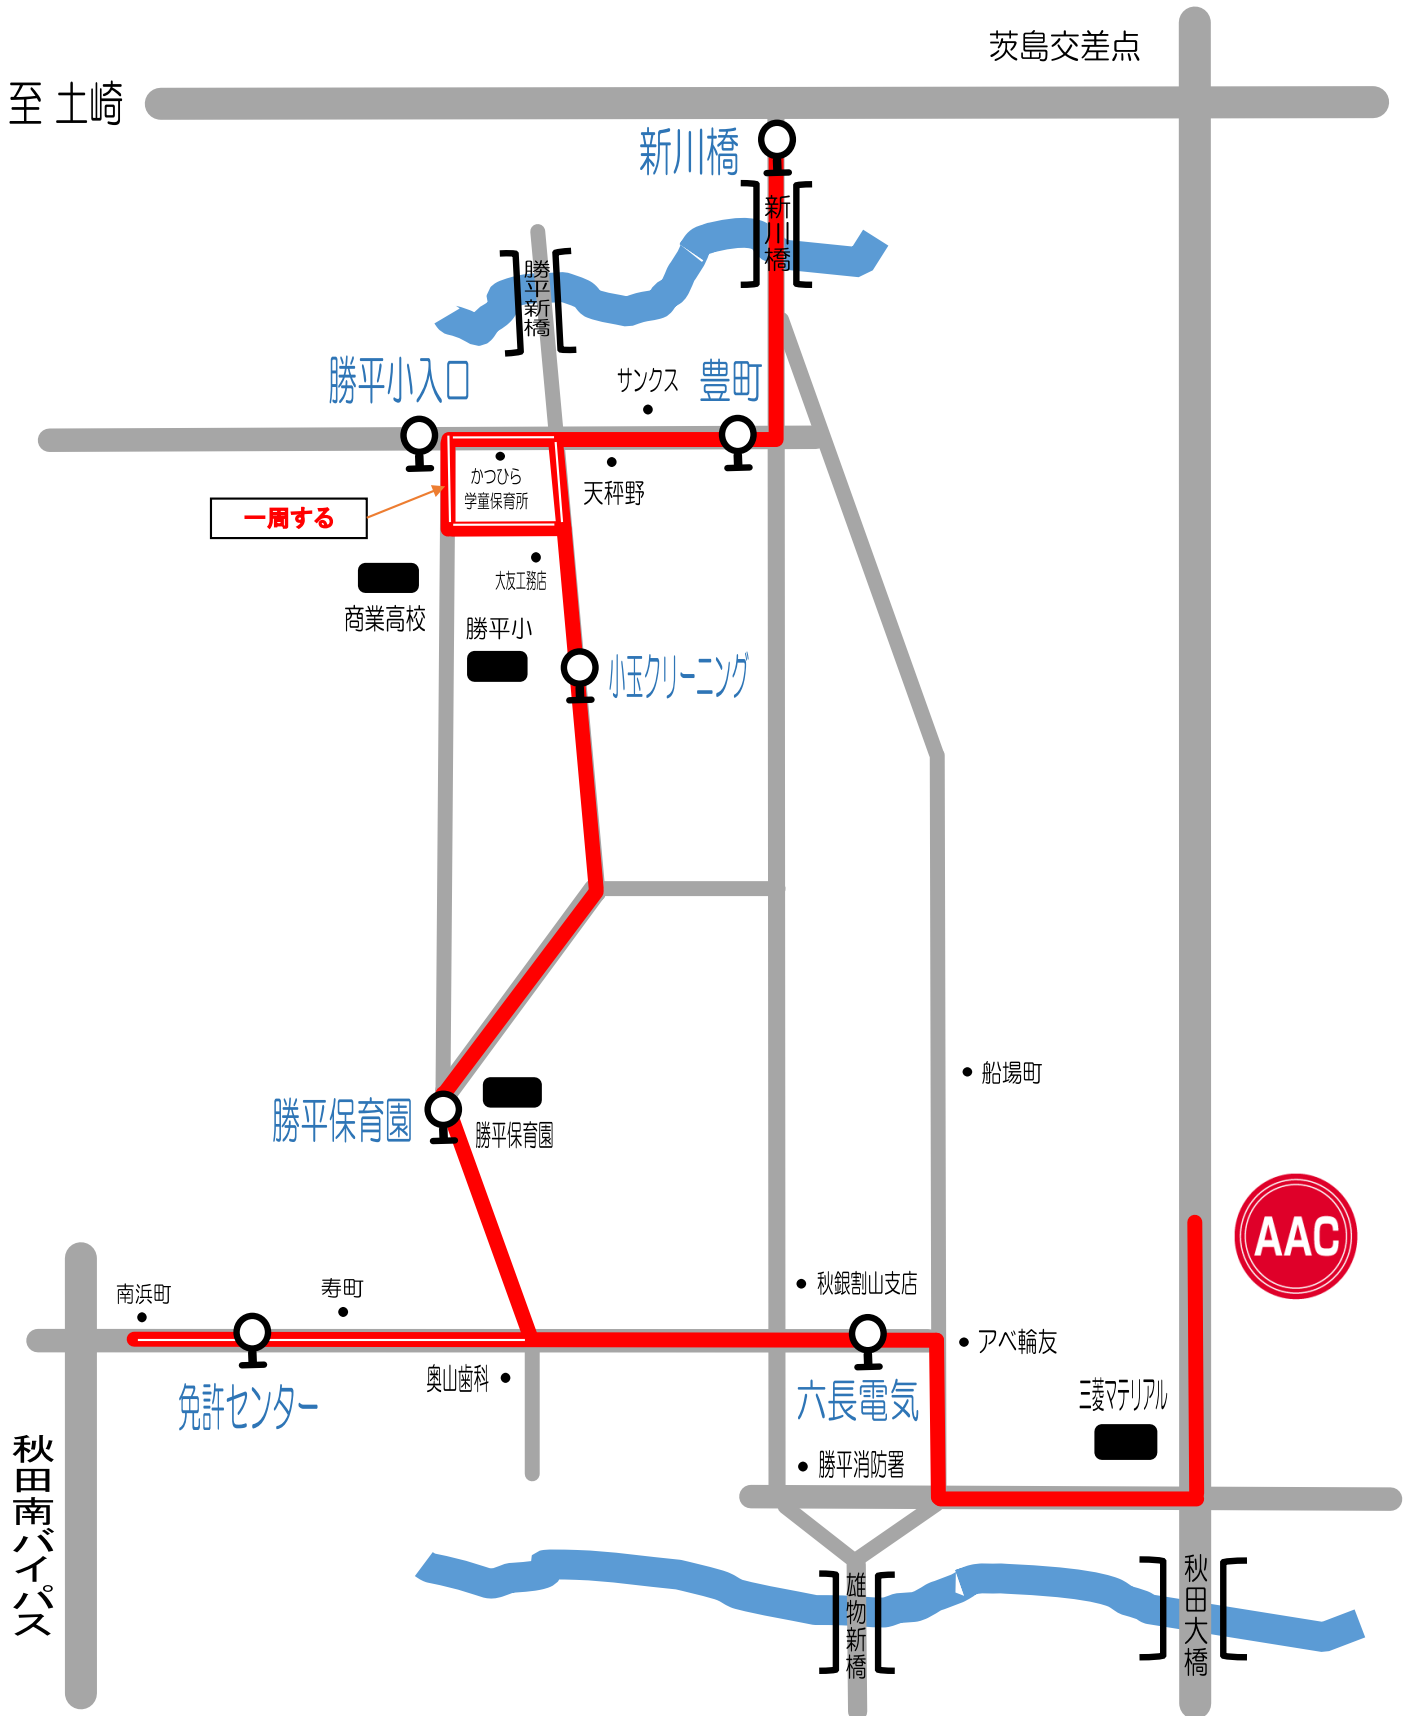 茨島交差点
至 土崎
新川橋
新川橋
勝平新橋
勝平小入口
サンクス
豊町
かつひら
学童保育所
天秤野
一周する
大友工務店
商業高校
勝平小
小玉クリーニング
船場町
勝平保育園
勝平保育園
AAC
南浜町
寿町
秋銀割山支店
アベ輪友
奥山歯科
免許センター
六長電気
三菱マテリアル
秋田南バイパス
勝平消防署
雄物新橋
秋田大橋